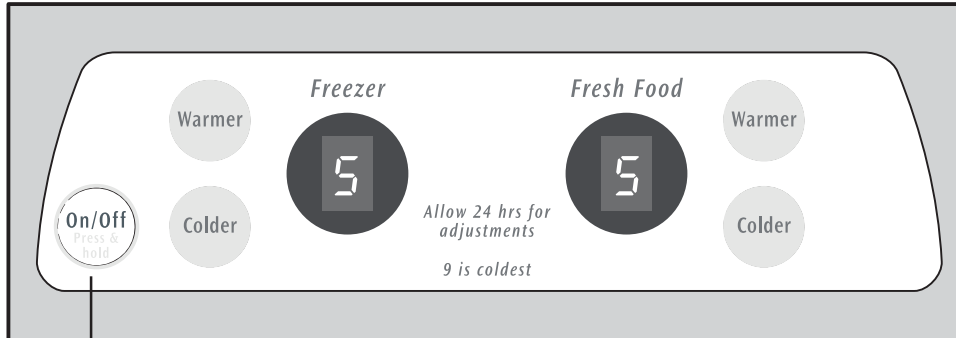 Freezer
Fresh Food
Warmer
Warmer
5
5
On/Off
Press &
hold
Colder
Allow 24 hrs for
adjustments
Colder
9 is coldest